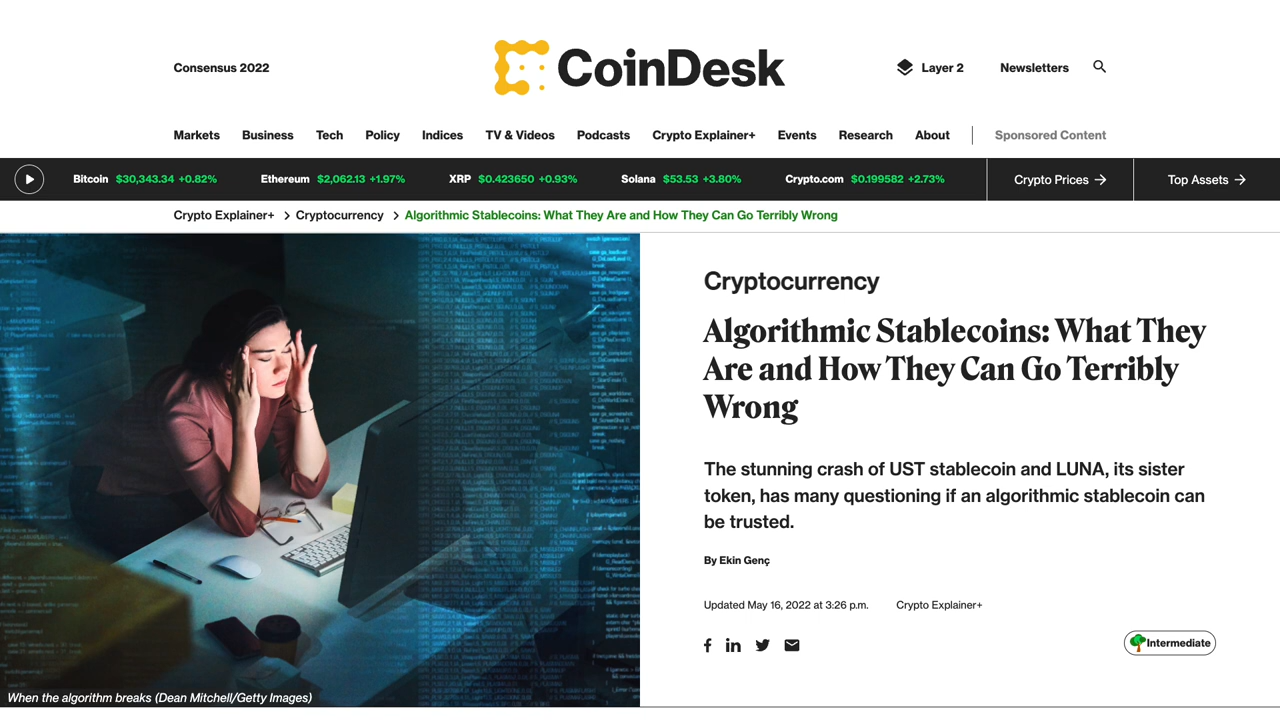 Consensus 2022
CoinDesk
Layer 2
Newsletters
Markets
Business
Tech
Policy
Indices
TV & Videos
Podcasts
Crypto Explainer+
Events
Research
About
Sponsored Content
Bitcoin $30,343.34 +0.82%
Ethereum $2,062.13 +1.97%
XRP $0.423650 +0.93%
Solana $53.53 +3.80%
Crypto.com $0.199582 +2.73%
Crypto Prices →
Top Assets →
Crypto Explainer+ > Cryptocurrency > Algorithmic Stablecoins: What They Are and How They Can Go Terribly Wrong
When the algorithm breaks (Dean Mitchell/Getty Images)
Cryptocurrency
Algorithmic Stablecoins: What They
Are and How They Can Go Terribly
Wrong
The stunning crash of UST stablecoin and LUNA, its sister
token, has many questioning if an algorithmic stablecoin can
be trusted.
By Ekin Genç
Updated May 16, 2022 at 3:26 p.m.
Crypto Explainer+
Intermediate